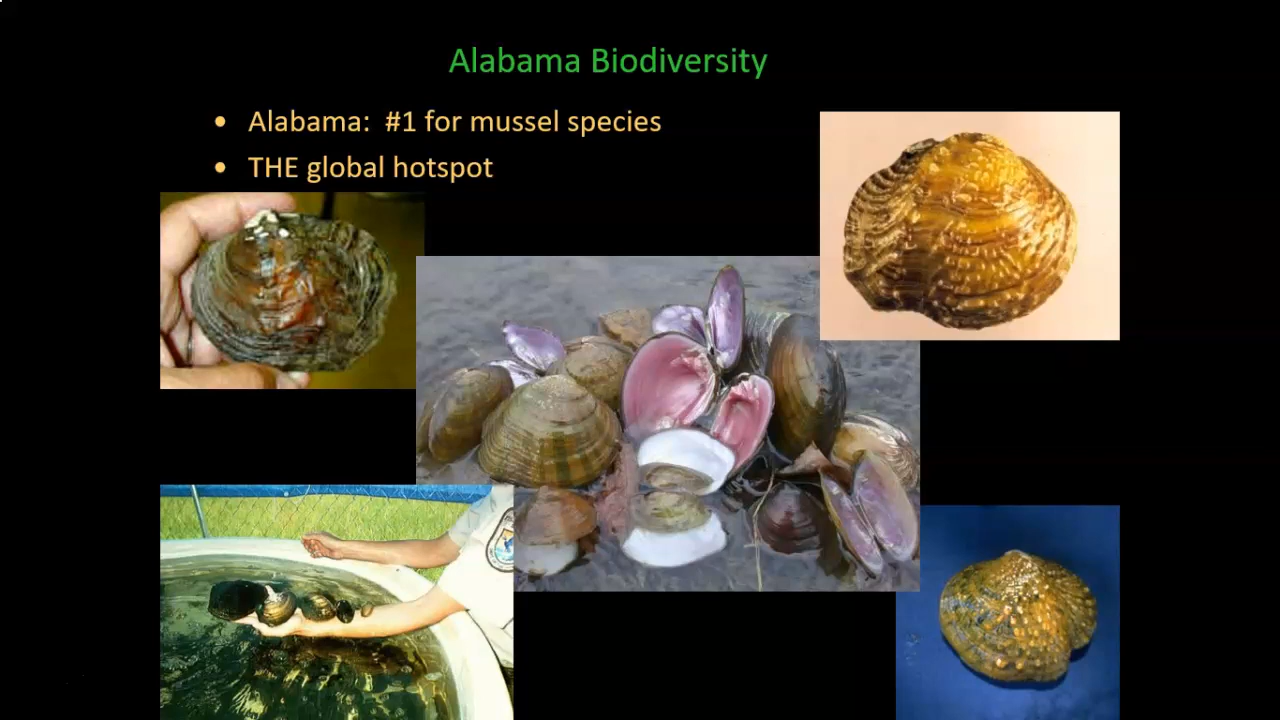 Alabama Biodiversity
• Alabama:  #1 for mussel species
• THE global hotspot